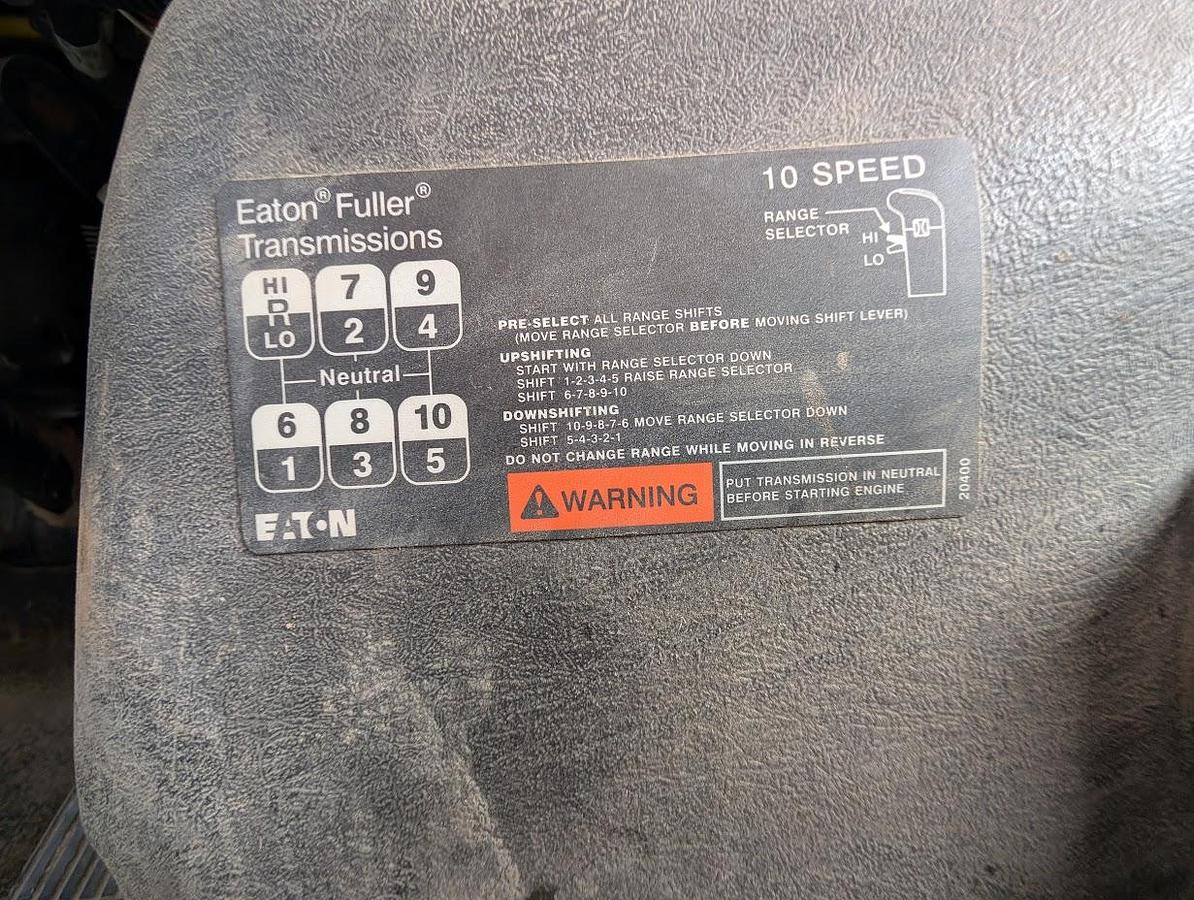 Eaton® Fuller®
Transmissions
10 SPEED
RANGE
SELECTOR
HI
LO
HI
R
LO
7
2
9
4
Neutral
6
1
8
3
10
5
EATON
PRE-SELECT ALL RANGE SHIFTS
(MOVE RANGE SELECTOR BEFORE MOVING SHIFT LEVER)
UPSHIFTING
START WITH RANGE SELECTOR DOWN
SHIFT 1-2-3-4-5 RAISE RANGE SELECTOR
SHIFT 6-7-8-9-10
DOWNSHIFTING
SHIFT 10-9-8-7-6 MOVE RANGE SELECTOR DOWN
SHIFT 5-4-3-2-1
DO NOT CHANGE RANGE WHILE MOVING IN REVERSE
WARNING
PUT TRANSMISSION IN NEUTRAL
BEFORE STARTING ENGINE
20400